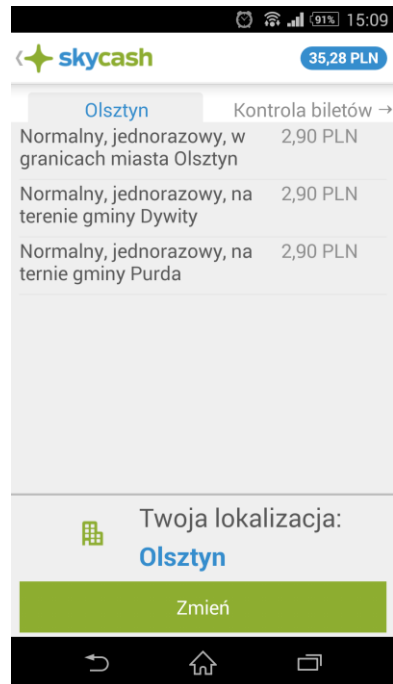 91% 15:09
skycash 35,28 PLN
Olsztyn Kontrola biletów →
Normalny, jednorazowy, w 2,90 PLN
granicach miasta Olsztyn
Normalny, jednorazowy, na 2,90 PLN
terenie gminy Dywity
Normalny, jednorazowy, na 2,90 PLN
ternie gminy Purda
Twoja lokalizacja:
Olsztyn
Zmień